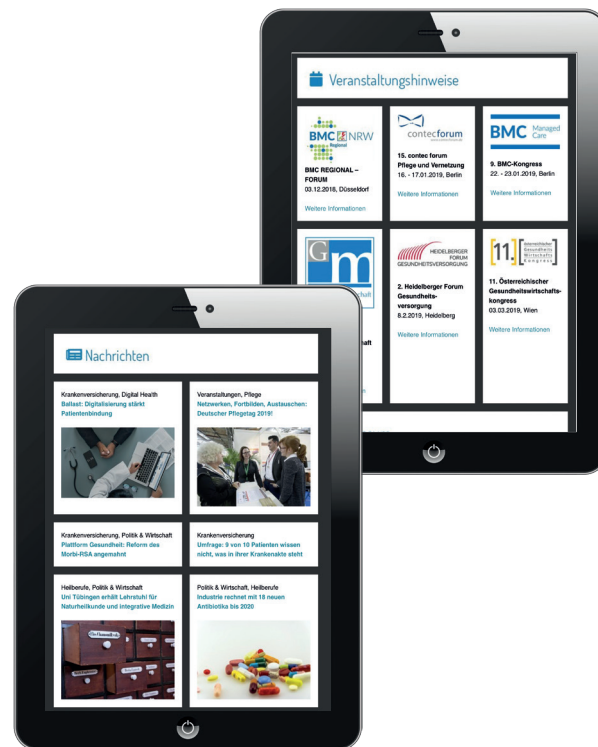 Veranstaltungshinweise
BMC NRW
Regional
BMC REGIONAL –
FORUM
03.12.2018, Düsseldorf
Weitere Informationen
contecforum
15. contec forum
Pflege und Vernetzung
16. - 17.01.2019, Berlin
Weitere Informationen
BMC Managed
Care
9. BMC-Kongress
22. - 23.01.2019, Berlin
Weitere Informationen
Gm
HEIDELBERGER
FORUM
GESUNDHEITSVERSORGUNG
2. Heidelberger Forum
Gesundheits-
versorgung
8.2.2019, Heidelberg
Weitere Informationen
[11.]
Österreichischer
Gesundheits
Wirtschafts
Kongress
11. Österreichischer
Gesundheitswirtschafts-
kongress
03.03.2019, Wien
Weitere Informationen
Nachrichten
Krankenversicherung, Digital Health
Ballast: Digitalisierung stärkt
Patientenbindung
Veranstaltungen, Pflege
Netzwerken, Fortbilden, Austauschen:
Deutscher Pflegetag 2019!
Krankenversicherung, Politik & Wirtschaft
Plattform Gesundheit: Reform des
Morbi-RSA angemahnt
Krankenversicherung
Umfrage: 9 von 10 Patienten wissen
nicht, was in ihrer Krankenakte steht
Heilberufe, Politik & Wirtschaft
Uni Tübingen erhält Lehrstuhl für
Naturheilkunde und integrative Medizin
Politik & Wirtschaft, Heilberufe
Industrie rechnet mit 18 neuen
Antibiotika bis 2020